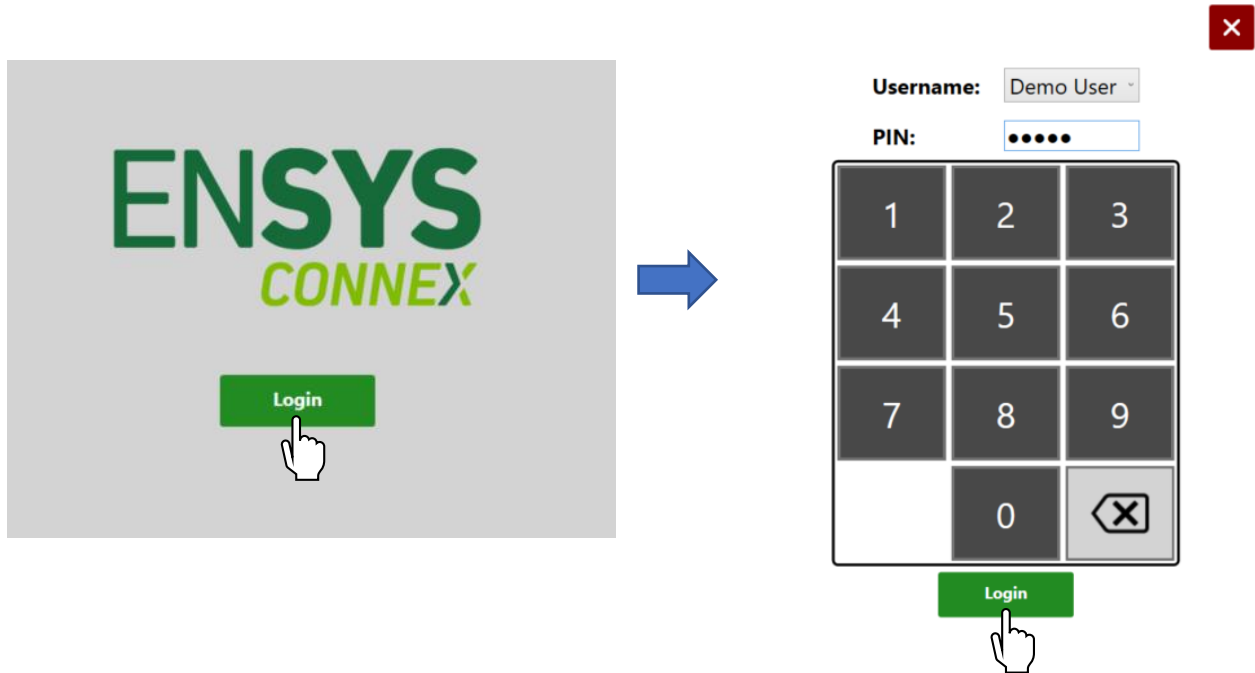 ENSYS
CONNEX
Login
Username: Demo User
PIN: •••••
1 2 3
4 5 6
7 8 9
0
Login